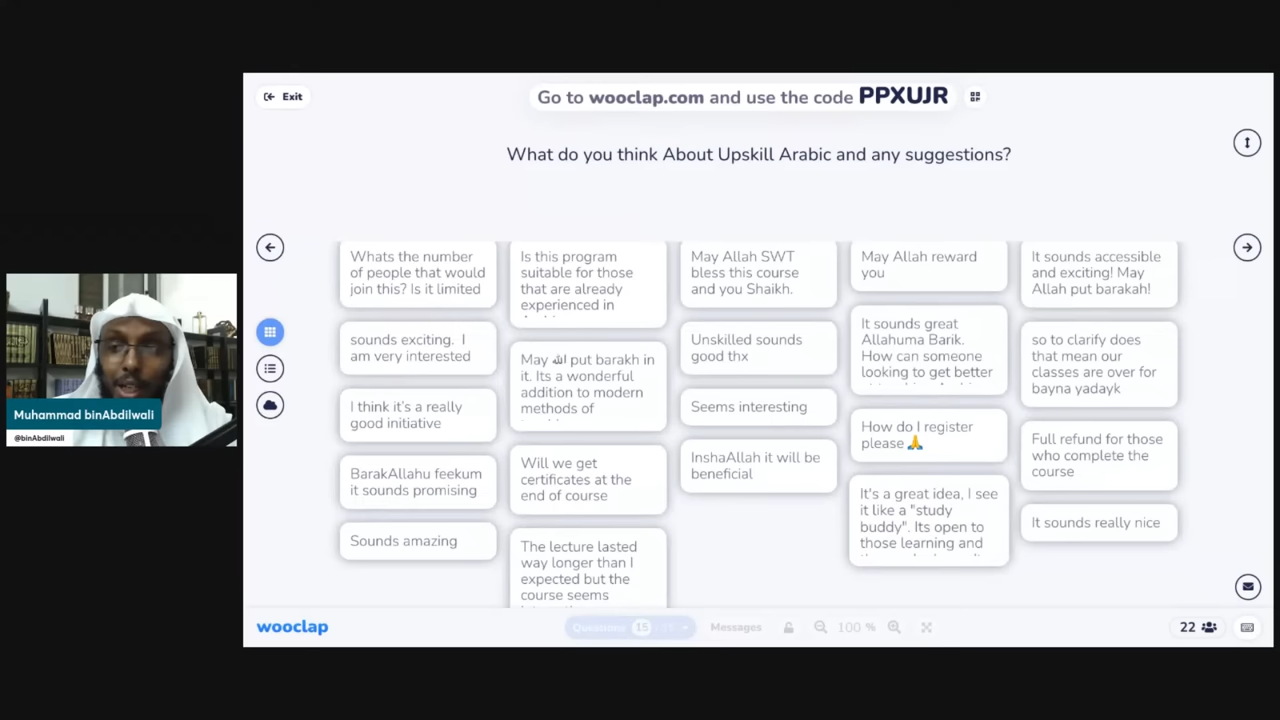 Exit
Go to wooclap.com and use the code PPXUJR
What do you think About Upskill Arabic and any suggestions?
Whats the number
of people that would
join this? Is it limited
sounds exciting. I
am very interested
I think it's a really
good initiative
BarakAllahu feekum
it sounds promising
Sounds amazing
Is this program
suitable for those
that are already
experienced in
May الله put barakh in
it. Its a wonderful
addition to modern
methods of
Will we get
certificates at the
end of course
The lecture lasted
way longer than I
expected but the
course seems
May Allah SWT
bless this course
and you Shaikh.
Unskilled sounds
good thx
Seems interesting
InshaAllah it will be
beneficial
May Allah reward
you
It sounds great
Allahuma Barik.
How can someone
looking to get better
How do I register
please🙏
It's a great idea, I see
it like a "study
buddy". Its open to
those learning and
It sounds accessible
and exciting! May
Allah put barakah!
so to clarify does
that mean our
classes are over for
bayna yadayk
Full refund for those
who complete the
course
It sounds really nice
Muhammad binAbdilwali
@binAbdilwali
wooclap
Questions 15
Messages
100 %
22